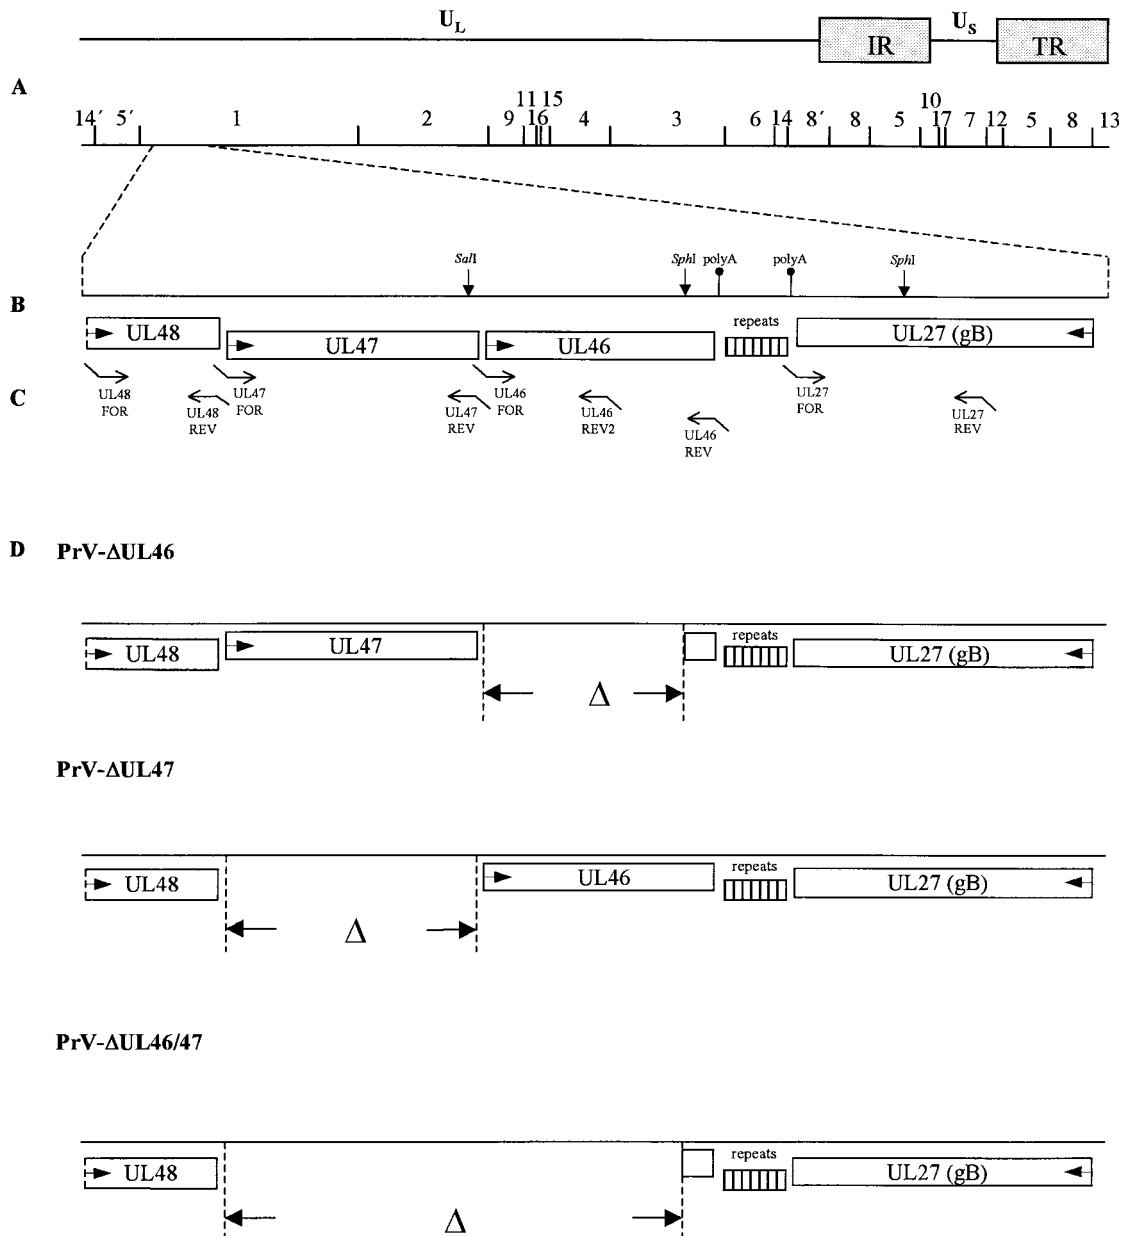 U_L U_S
IR TR
A
11 15 10
14´ 5´ 1 2 9 16 4 3 6 14 8´ 8 5 17 7 12 5 8 13
SalI SphI polyA polyA SphI
B
UL48 UL47 UL46 repeats UL27 (gB)
C
UL48 FOR
UL48 REV
UL47 FOR
UL47 REV
UL46 FOR
UL46 REV2
UL46 REV
UL27 FOR
UL27 REV
D PrV-ΔUL46
UL48 UL47 repeats UL27 (gB)
Δ
PrV-ΔUL47
UL48 UL46 repeats UL27 (gB)
Δ
PrV-ΔUL46/47
UL48 repeats UL27 (gB)
Δ